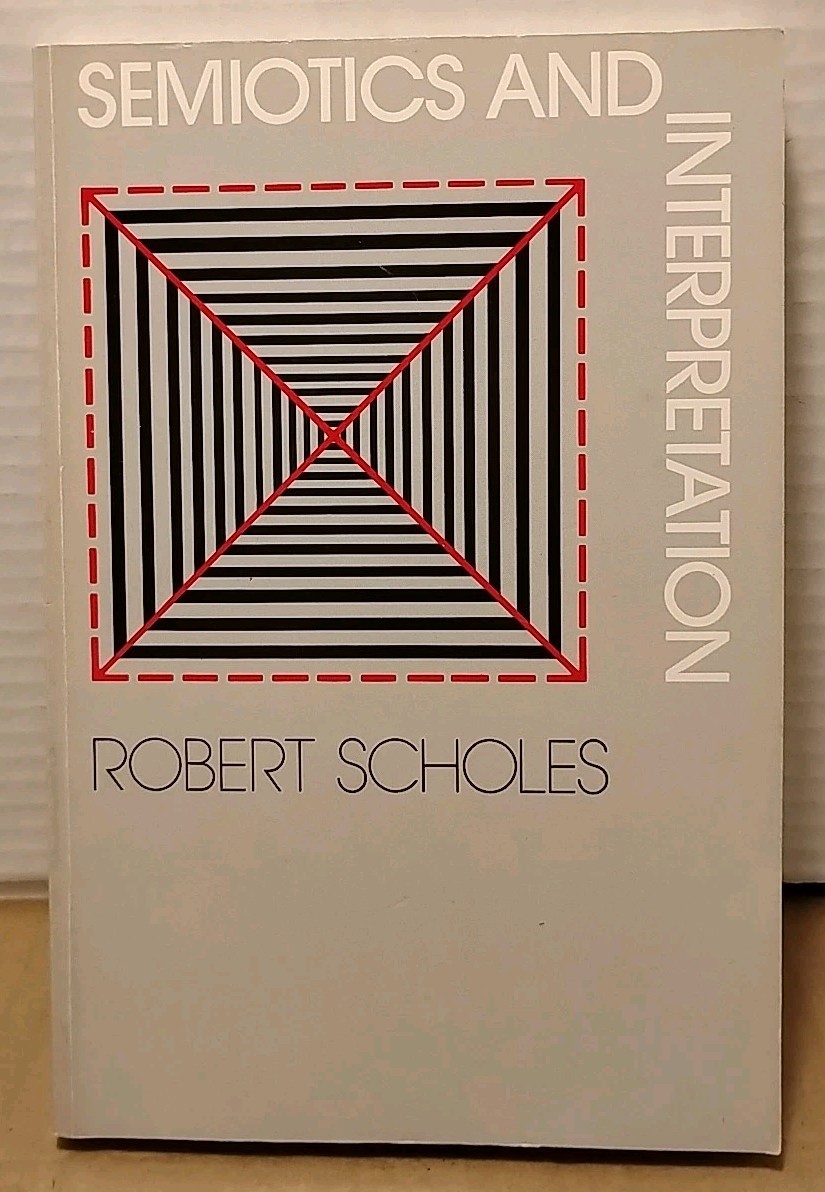 SEMIOTICS AND
INTERPRETATION
ROBERT SCHOLES